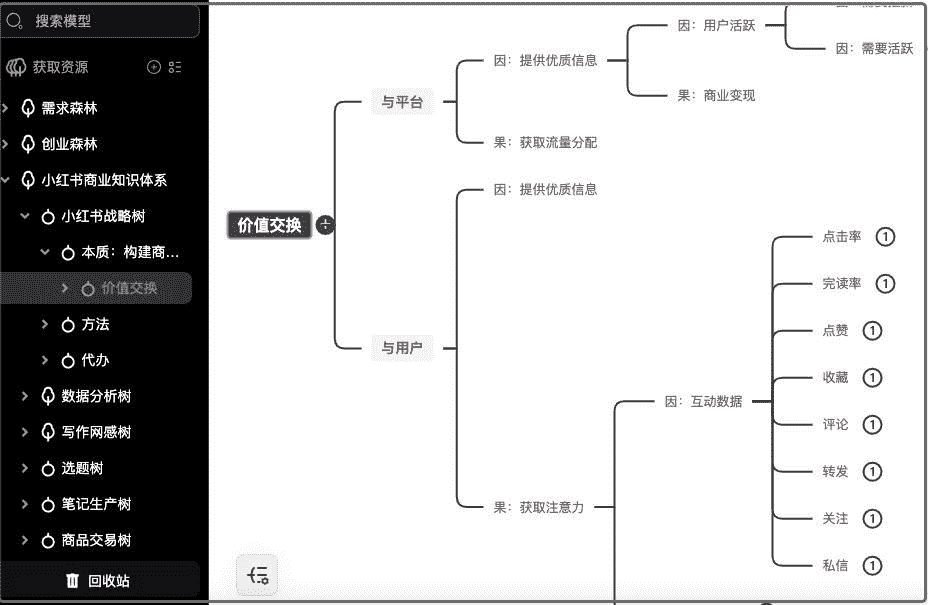 搜索模型
获取资源
需求森林
创业森林
小红书商业知识体系
小红书战略树
本质：构建商...
价值交换
方法
代办
数据分析树
写作网感树
选题树
笔记生产树
商品交易树
回收站
价值交换
与平台
因：提供优质信息
因：用户活跃
因：需要活跃
果：商业变现
果：获取流量分配
与用户
因：提供优质信息
果：获取注意力
因：互动数据
点击率 1
完读率 1
点赞 1
收藏 1
评论 1
转发 1
关注 1
私信 1